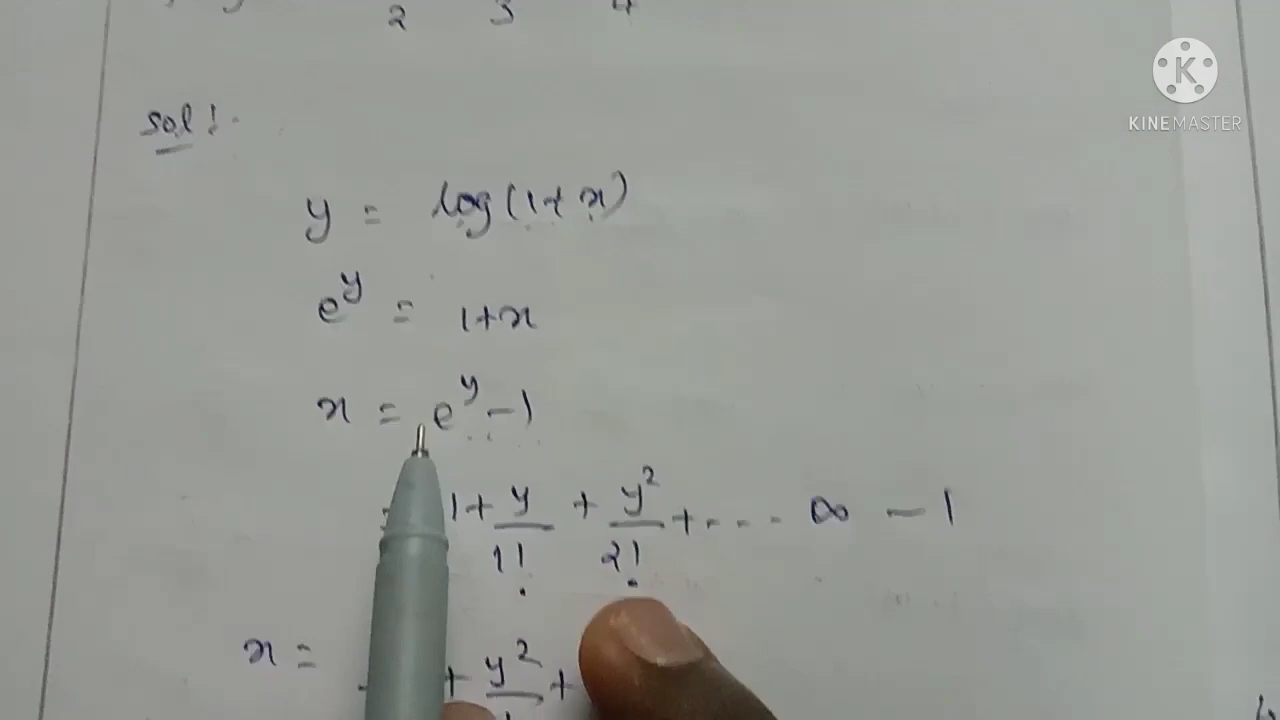 2 3 4
sol!
KINEMASTER
y = log(1+x)
e^y = 1+x
x = e^y - 1
1 + y/1! + y^2/2! + --- ∞ - 1
x = + y^2 +